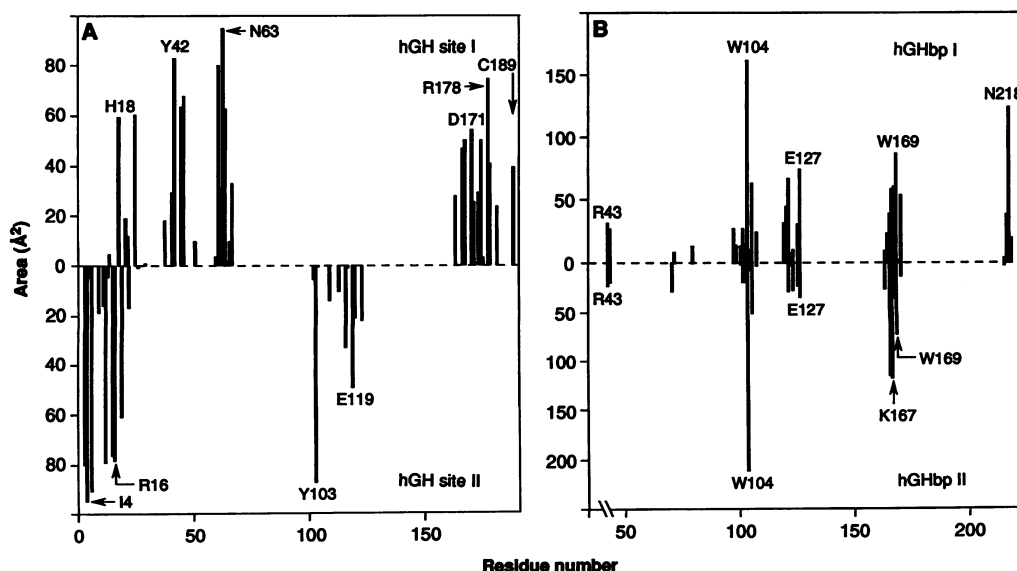 A
N63
Y42
hGH site I
C189
R178
H18
D171
80
60
40
20
0
20
40
60
80
Area (Å²)
E119
R16
I4
Y103
hGH site II
0
50
100
150
B
W104
hGHbp I
N218
150
100
50
0
50
100
150
200
E127
W169
R43
R43
E127
W169
K167
W104
hGHbp II
50
100
150
200
Residue number